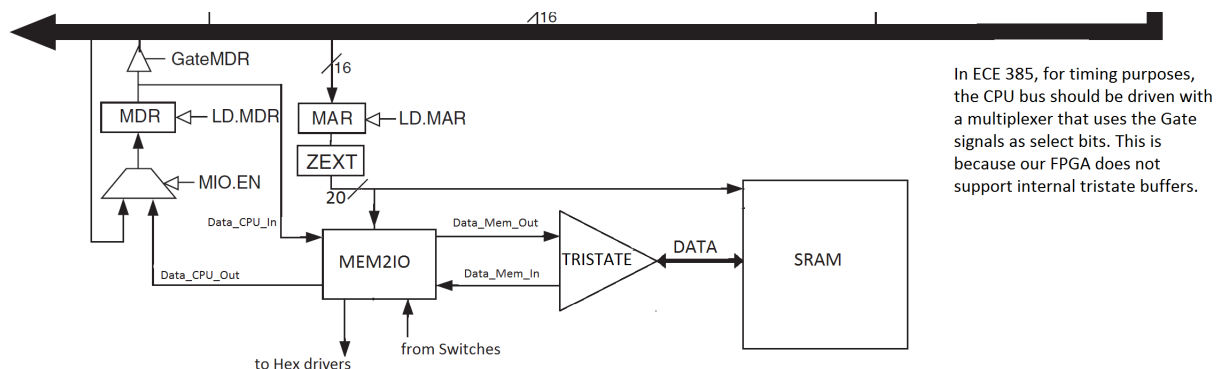 16
GateMDR
16
MDR
LD.MDR
MAR
LD.MAR
ZEXT
MIO.EN
20
Data_CPU_In
Data_Mem_Out
MEM2IO
TRISTATE
DATA
SRAM
Data_CPU_Out
Data_Mem_In
from Switches
to Hex drivers
In ECE 385, for timing purposes,
the CPU bus should be driven with
a multiplexer that uses the Gate
signals as select bits. This is
because our FPGA does not
support internal tristate buffers.